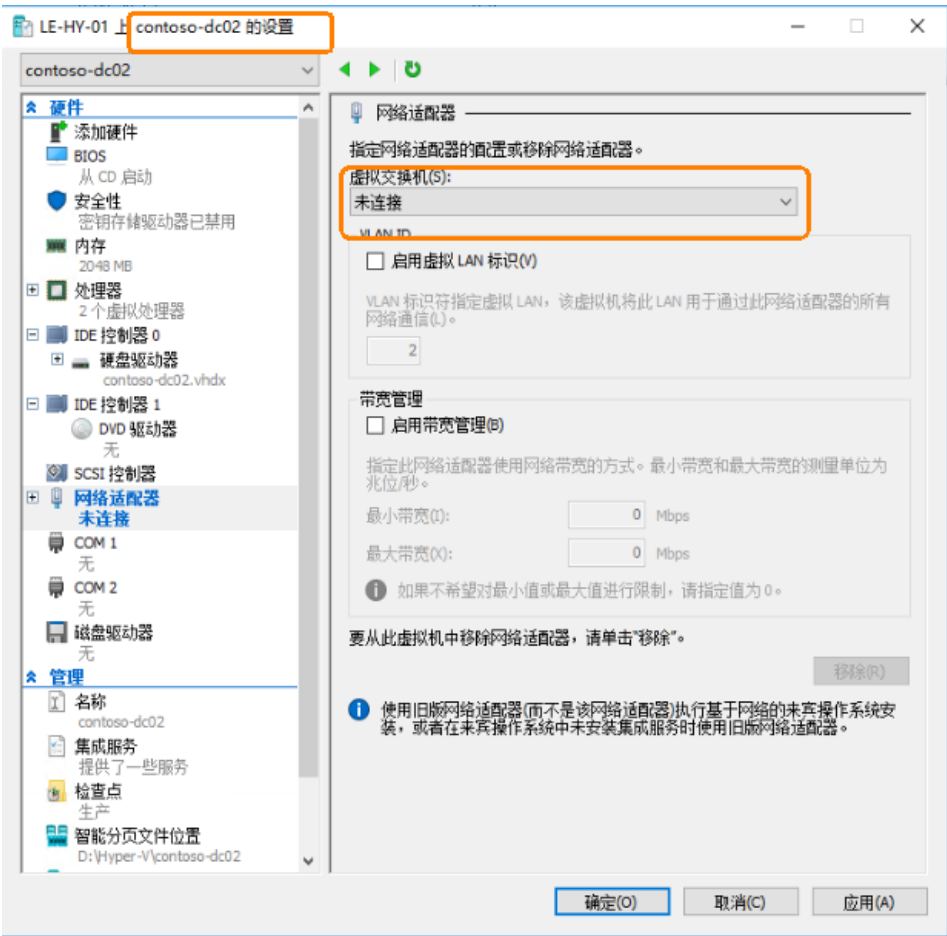 LE-HY-01 上 contoso-dc02 的设置
contoso-dc02
硬件
添加硬件
BIOS
从 CD 启动
安全性
密钥存储驱动器已禁用
内存
2048 MB
处理器
2 个虚拟处理器
IDE 控制器 0
硬盘驱动器
contoso-dc02.vhdx
IDE 控制器 1
DVD 驱动器
无
SCSI 控制器
网络适配器
未连接
COM 1
无
COM 2
无
磁盘驱动器
无
管理
名称
contoso-dc02
集成服务
提供了一些服务
检查点
生产
智能分页文件位置
D:\Hyper-V\contoso-dc02
网络适配器
指定网络适配器的配置或移除网络适配器。
虚拟交换机(S):
未连接
VLAN ID
启用虚拟 LAN 标识(V)
VLAN 标识符指定虚拟 LAN，该虚拟机将此 LAN 用于通过此网络适配器的所有
网络通信(L)。
2
带宽管理
启用带宽管理(B)
指定此网络适配器使用网络带宽的方式。最小带宽和最大带宽的测量单位为
兆位/秒。
最小带宽(I): 0 Mbps
最大带宽(X): 0 Mbps
如果不希望对最小值或最大值进行限制，请指定值为 0。
要从此虚拟机中移除网络适配器，请单击"移除"。
移除(R)
使用旧版网络适配器(而不是该网络适配器)执行基于网络的来宾操作系统安
装，或者在来宾操作系统中未安装集成服务时使用旧版网络适配器。
确定(O) 取消(C) 应用(A)